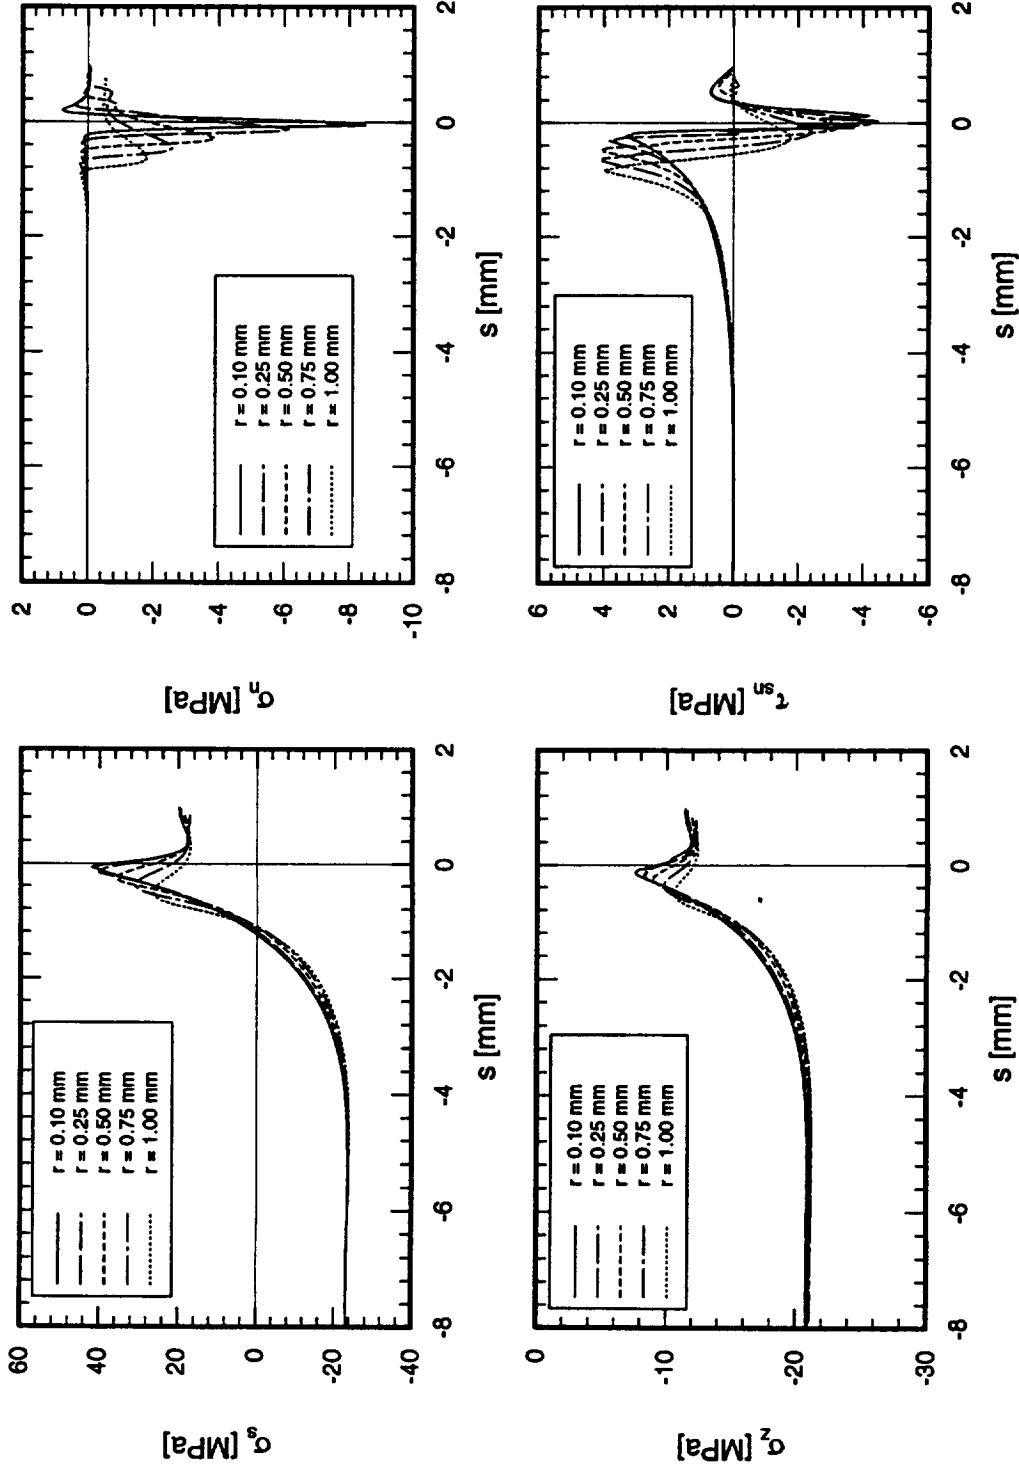 60
40
20
0
-20
-40
σs [MPa]
r = 0.10 mm
r = 0.25 mm
r = 0.50 mm
r = 0.75 mm
r = 1.00 mm
-8
-6
-4
-2
0
2
s [mm]
2
0
-2
-4
-6
-8
-10
σn [MPa]
r = 0.10 mm
r = 0.25 mm
r = 0.50 mm
r = 0.75 mm
r = 1.00 mm
-8
-6
-4
-2
0
2
s [mm]
0
-10
-20
-30
σz [MPa]
r = 0.10 mm
r = 0.25 mm
r = 0.50 mm
r = 0.75 mm
r = 1.00 mm
-8
-6
-4
-2
0
2
s [mm]
6
4
2
0
-2
-4
-6
τsn [MPa]
r = 0.10 mm
r = 0.25 mm
r = 0.50 mm
r = 0.75 mm
r = 1.00 mm
-8
-6
-4
-2
0
2
s [mm]